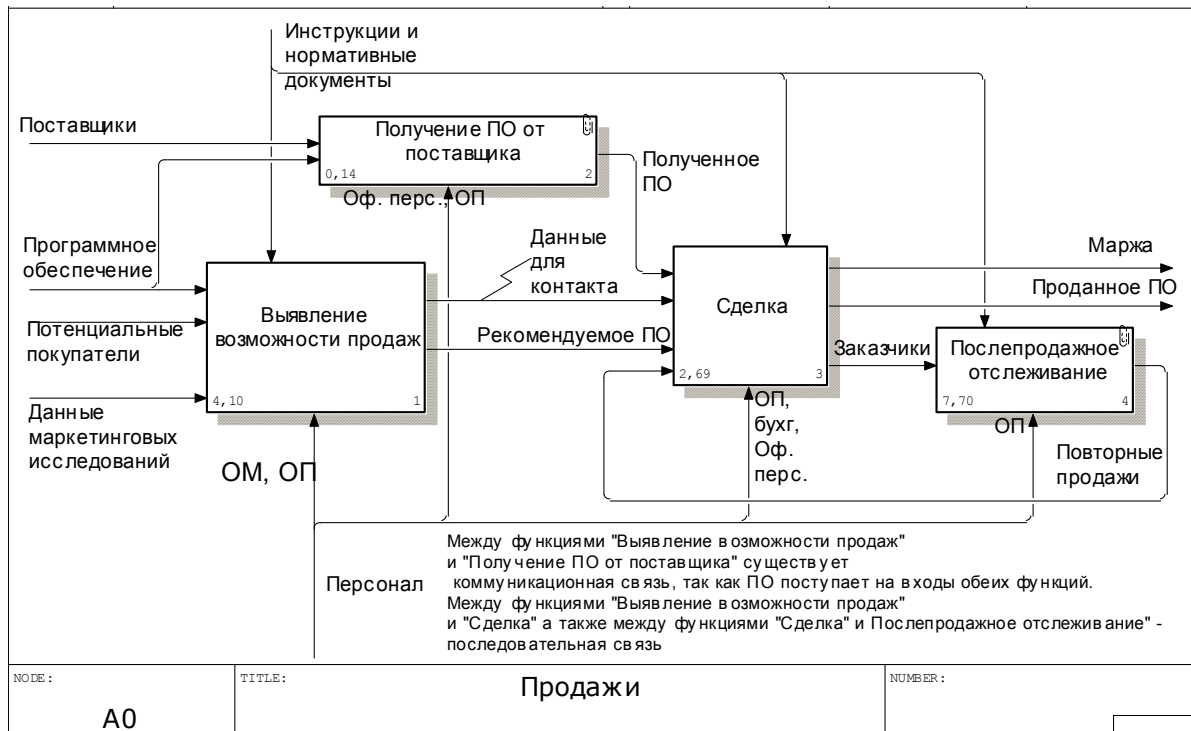 Инструкции и
нормативные
документы
Поставщики
Получение ПО от
поставщика
0,14
2
Оф. перс., ОП
Полученное
ПО
Программное
обеспечение
Данные
для
контакта
Маржа
Проданное ПО
Выявление
возможности продаж
4,10
1
Сделка
2,69
3
Потенциальные
покупатели
Рекомендуемое ПО
Заказчики
Послепродажное
отслеживание
7,70
4
Данные
маркетинговых
исследований
ОМ, ОП
ОП,
бухг,
Оф.
перс.
ОП
Повторные
продажи
Персонал
Между функциями "Выявление возможности продаж"
и "Получение ПО от поставщика" существует
коммуникационная связь, так как ПО поступает на входы обеих функций.
Между функциями "Выявление возможности продаж"
и "Сделка" а также между функциями "Сделка" и Послепродажное отслеживание" -
последовательная связь
NODE:
TITLE:
NUMBER:
A0
Продажи